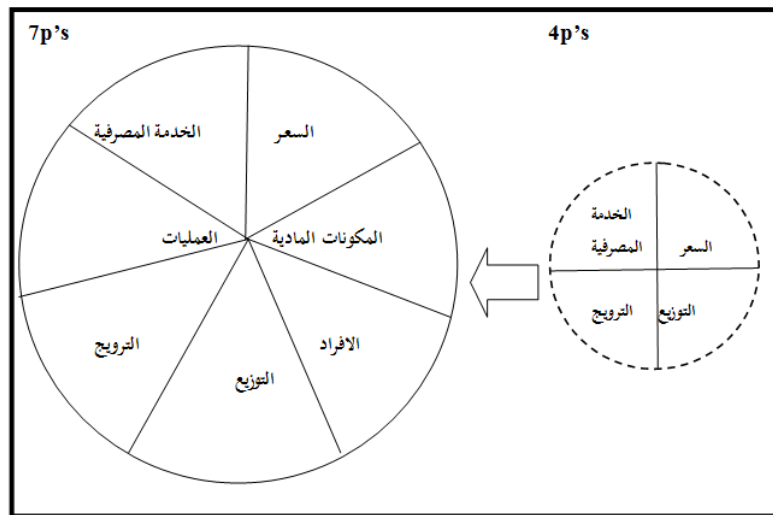 4p's
الخدمة
المصرفية
السعر
الترويج
التوزيع
7p's
السعر
الخدمة المصرفية
المكونات المادية
العمليات
الافراد
الترويج
التوزيع